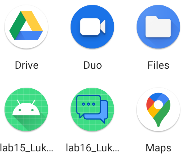 Drive Duo Files
lab15_Luk... lab16_Luk... Maps